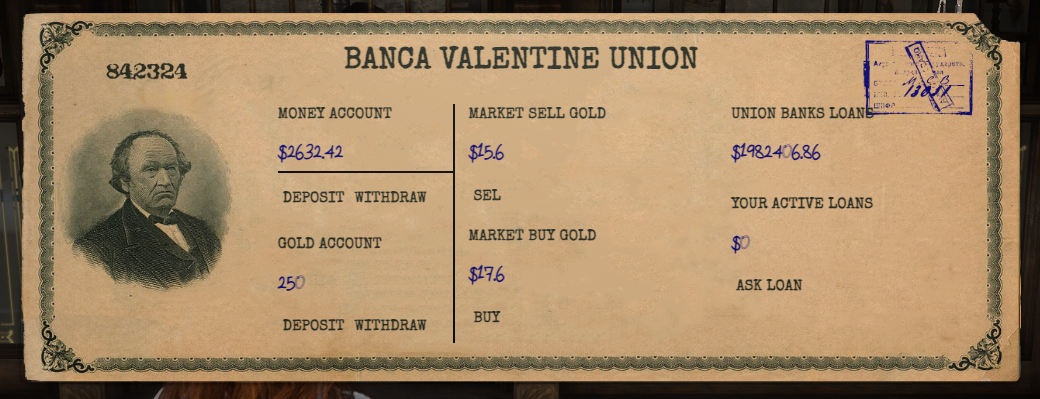 BANCA VALENTINE UNION
842324
MONEY ACCOUNT
$2632.42
DEPOSIT WITHDRAW
GOLD ACCOUNT
250
DEPOSIT WITHDRAW
MARKET SELL GOLD
$15.6
SEL
MARKET BUY GOLD
$17.6
BUY
UNION BANKS LOANS
$1982406.86
YOUR ACTIVE LOANS
$0
ASK LOAN